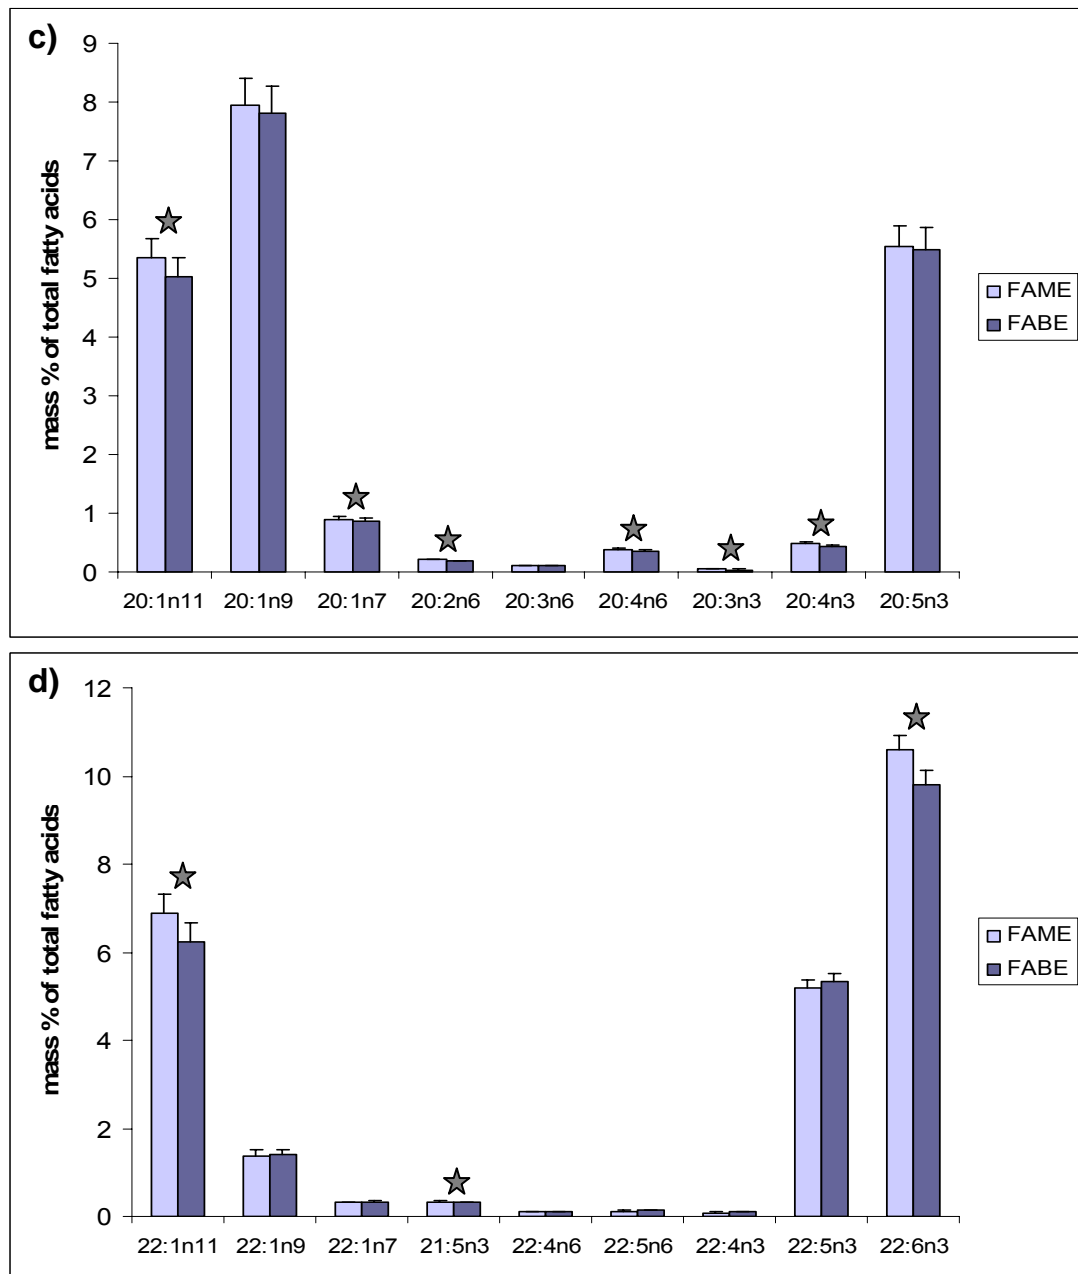 c)
9
8
7
6
5
4
3
2
1
0
mass % of total fatty acids
20:1n11 20:1n9 20:1n7 20:2n6 20:3n6 20:4n6 20:3n3 20:4n3 20:5n3
FAME
FABE
d)
12
10
8
6
4
2
0
mass % of total fatty acids
22:1n11 22:1n9 22:1n7 21:5n3 22:4n6 22:5n6 22:4n3 22:5n3 22:6n3
FAME
FABE